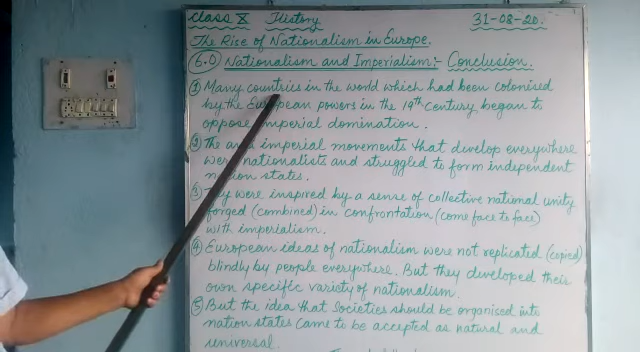 Class X History 31-08-20.
The Rise of Nationalism in Europe.
6.0 Nationalism and Imperialism:- Conclusion.
① Many countries in the world which had been colonised
by the European powers in the 19th century began to
oppose imperial domination.
② The imperial movements that develop everywhere
were nationalists and struggled to form independent
nation states.
③ They were inspired by a sense of collective national unity
forged (combined) in confrontation (come face to face)
with imperialism.
④ European ideas of nationalism were not replicated (copied)
blindly by people everywhere. But they developed their
own specific variety of nationalism.
⑤ But the idea that Societies should be organised into
nation states came to be accepted as natural and
universal.